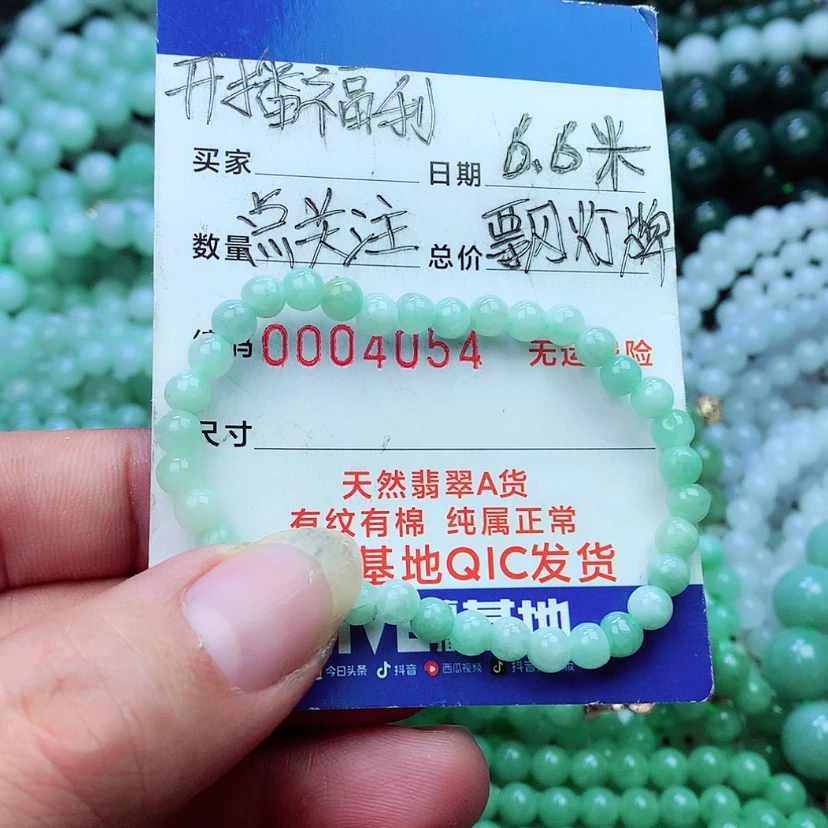 开播福利
买家 日期 6.6米
数量点关注 总价飘灯牌
0004054 无运 险
尺寸
天然翡翠A货
有纹有棉 纯属正常
基地QIC发货
基地
今日头条 抖音 西瓜视频